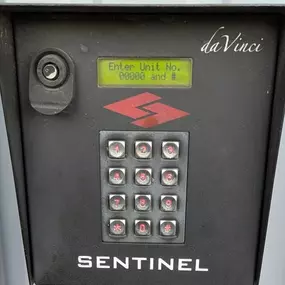 daVinci
Enter Unit No.
00000 and #
SENTINEL